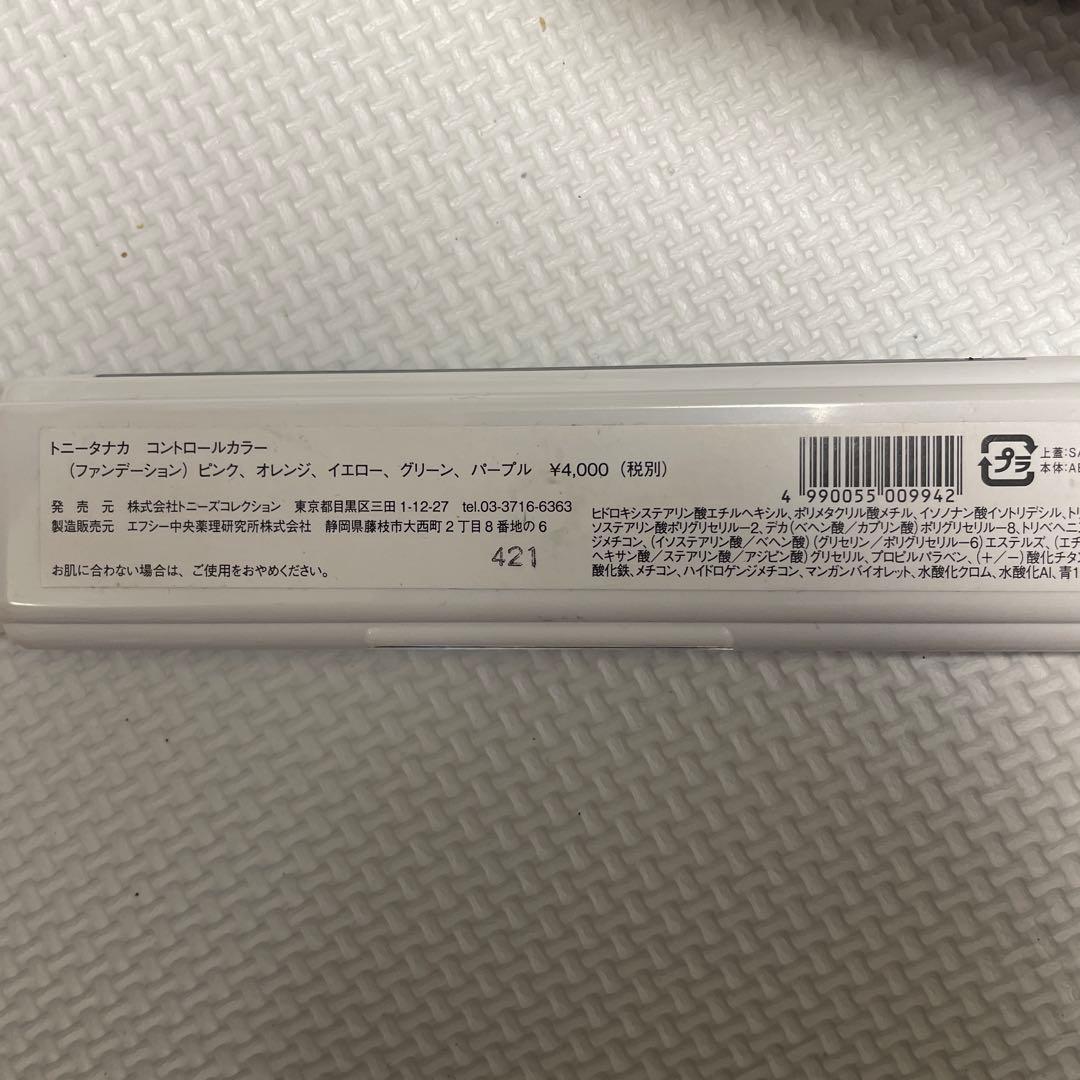 トニータナカ　コントロールカラー
（ファンデーション）ピンク、オレンジ、イエロー、グリーン、パープル　¥4,000（税別）
発　売　元　株式会社トニーズコレクション　東京都目黒区三田1-12-27　tel.03-3716-6363
製造販売元　エフシー中央薬理研究所株式会社　静岡県藤枝市大西町2丁目8番地の6
421
お肌に合わない場合は、ご使用をおやめください。
4 990055 009942
プラ
上蓋:SA
本体:AB
ヒドロキシステアリン酸エチルヘキシル、ポリメタクリル酸メチル、イソノナン酸イソトリデシル、トリ
ソステアリン酸ポリグリセリルー2、デカ（ベヘン酸／カプリン酸）ポリグリセリルー8、トリベヘニ
ジメチコン、（イソステアリン酸／ベヘン酸）（グリセリン／ポリグリセリルー6）エステルズ、（エチ
ヘキサン酸／ステアリン酸／アジピン酸）グリセリル、プロピルパラベン、（＋／－）酸化チタン
酸化鉄、メチコン、ハイドロゲンジメチコン、マンガンバイオレット、水酸化クロム、水酸化Al、青1